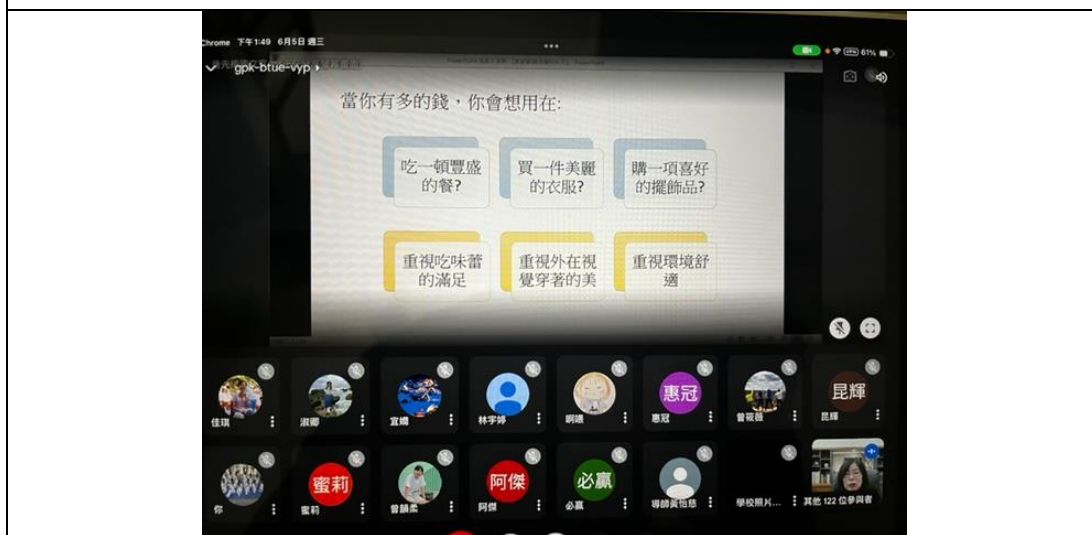 Chrome 下午1:49 6月5日 週三
61%
gpk-btue-vyp
當你有多的錢，你會想用在:
吃一頓豐盛
的餐?
買一件美麗
的衣服?
購一項喜好
的擺飾品?
重視吃味蕾
的滿足
重視外在視
覺穿著的美
重視環境舒
適
惠冠
昆輝
佳琪
淑卿
宜嫺
林宇婷
啊喂
惠冠
曾筱薇
昆輝
蜜莉
阿傑
必贏
你
蜜莉
曾韻柔
阿傑
必贏
導師黃怡慈
學校照片...
其他 122 位參與者